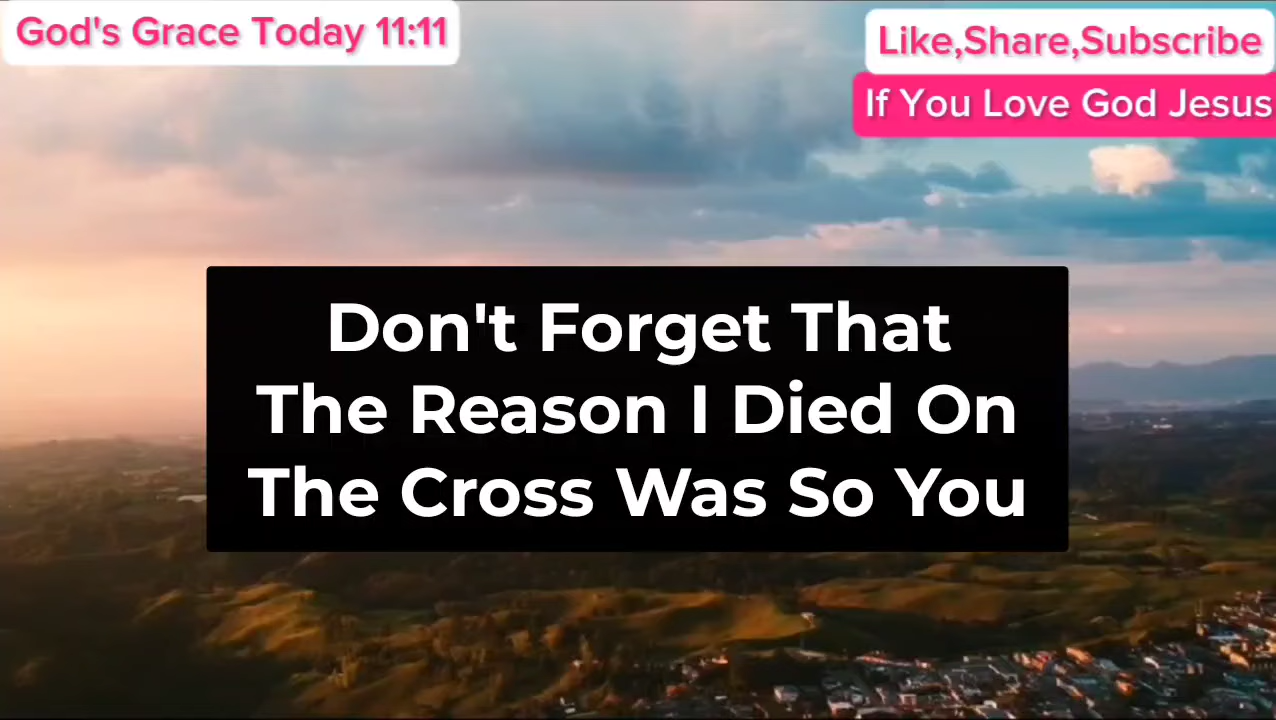 God's Grace Today 11:11
Like,Share,Subscribe
If You Love God Jesus
Don't Forget That
The Reason I Died On
The Cross Was So You